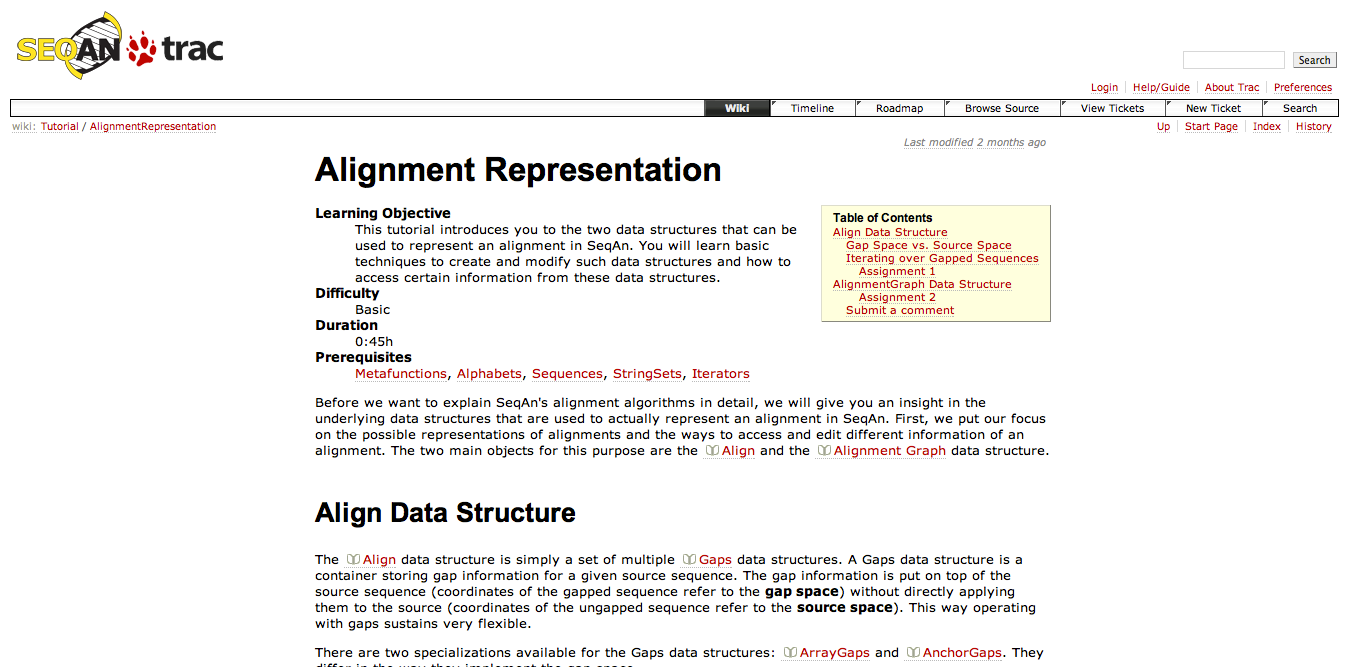 SEQAN trac
Search
Login Help/Guide About Trac Preferences
Wiki Timeline Roadmap Browse Source View Tickets New Ticket Search
wiki: Tutorial / AlignmentRepresentation Up Start Page Index History
Last modified 2 months ago
Alignment Representation
Learning Objective
This tutorial introduces you to the two data structures that can be
used to represent an alignment in SeqAn. You will learn basic
techniques to create and modify such data structures and how to
access certain information from these data structures.
Difficulty
Basic
Duration
0:45h
Prerequisites
Metafunctions, Alphabets, Sequences, StringSets, Iterators
Table of Contents
Align Data Structure
Gap Space vs. Source Space
Iterating over Gapped Sequences
Assignment 1
AlignmentGraph Data Structure
Assignment 2
Submit a comment
Before we want to explain SeqAn's alignment algorithms in detail, we will give you an insight in the
underlying data structures that are used to actually represent an alignment in SeqAn. First, we put our focus
on the possible representations of alignments and the ways to access and edit different information of an
alignment. The two main objects for this purpose are the Align and the Alignment Graph data structure.
Align Data Structure
The Align data structure is simply a set of multiple Gaps data structures. A Gaps data structure is a
container storing gap information for a given source sequence. The gap information is put on top of the
source sequence (coordinates of the gapped sequence refer to the gap space) without directly applying
them to the source (coordinates of the ungapped sequence refer to the source space). This way operating
with gaps sustains very flexible.
There are two specializations available for the Gaps data structures: ArrayGaps and AnchorGaps. They
differ in the way they implement the gap space.